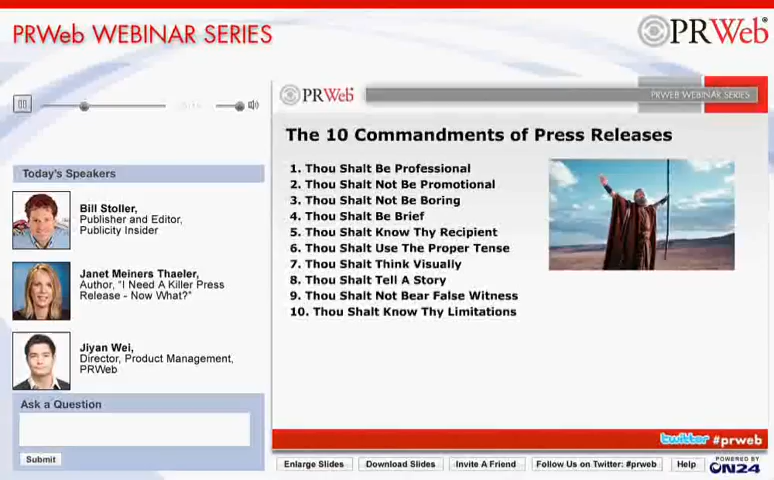 PRWeb WEBINAR SERIES
PRWeb
PRWeb
PRWEB WEBINAR SERIES
The 10 Commandments of Press Releases
1. Thou Shalt Be Professional
2. Thou Shalt Not Be Promotional
3. Thou Shalt Not Be Boring
4. Thou Shalt Be Brief
5. Thou Shalt Know Thy Recipient
6. Thou Shalt Use The Proper Tense
7. Thou Shalt Think Visually
8. Thou Shalt Tell A Story
9. Thou Shalt Not Bear False Witness
10. Thou Shalt Know Thy Limitations
Today's Speakers
Bill Stoller,
Publisher and Editor,
Publicity Insider
Janet Meiners Thaeler,
Author, "I Need A Killer Press
Release - Now What?"
Jiyan Wei,
Director, Product Management,
PRWeb
Ask a Question
Submit
twitter #prweb
Enlarge Slides
Download Slides
Invite A Friend
Follow Us on Twitter: #prweb
Help
POWERED BY
ON24